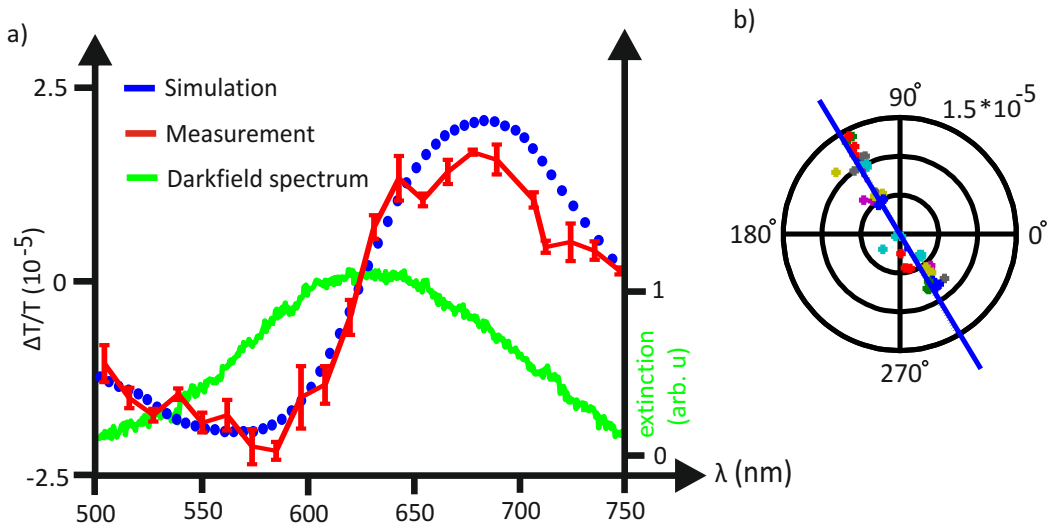 a)
2.5
Simulation
Measurement
Darkfield spectrum
0
ΔT/T (10⁻⁵)
-2.5
500
550
600
650
700
750
λ (nm)
1
0
extinction
(arb. u)
b)
90°
1.5*10⁻⁵
180°
0°
270°